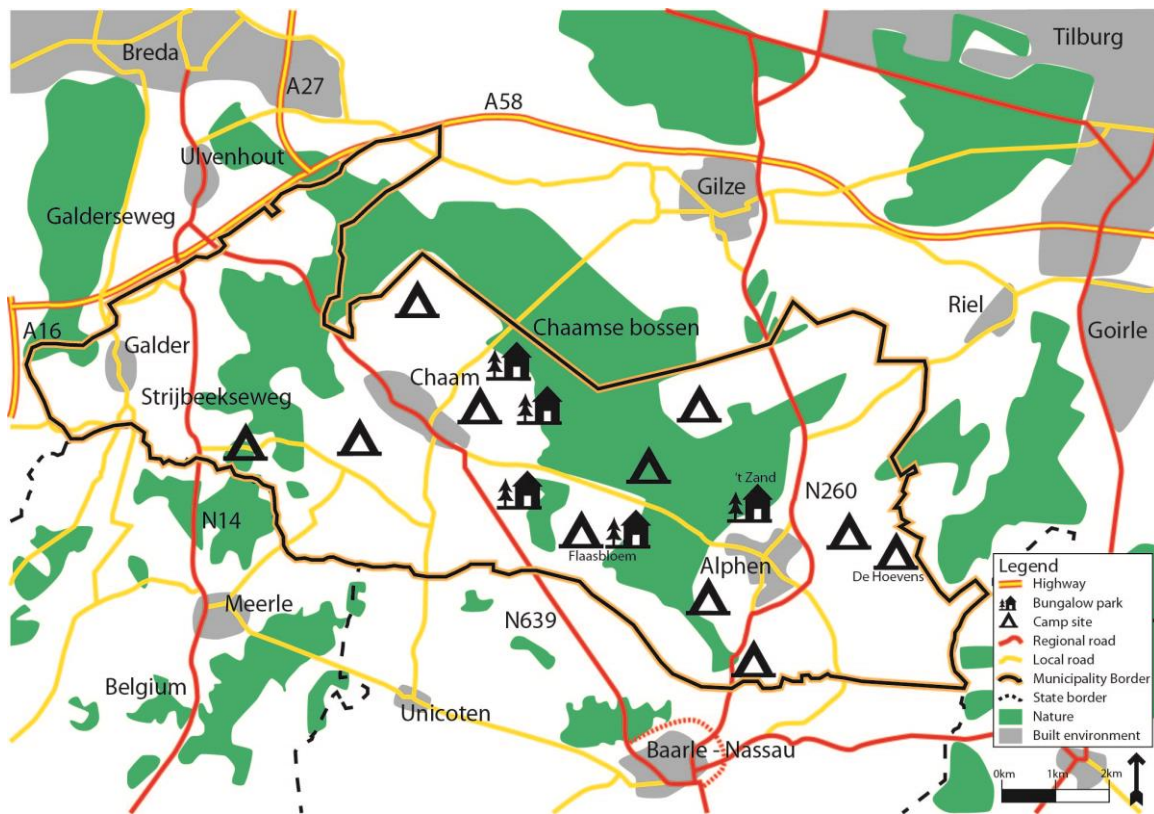 Breda
Tilburg
A27
A58
Ulvenhout
Gilze
Galderseweg
Riel
A16
Chaamse bossen
Goirle
Galder
Chaam
Strijbeekseweg
't Zand
N260
N14
Flaasbloem
Alphen
De Hoevens
Meerle
N639
Belgium
Unicoten
Baarle - Nassau
Legend
Highway
Bungalow park
Camp site
Regional road
Local road
Municipality Border
State border
Nature
Built environment
0km 1km 2km